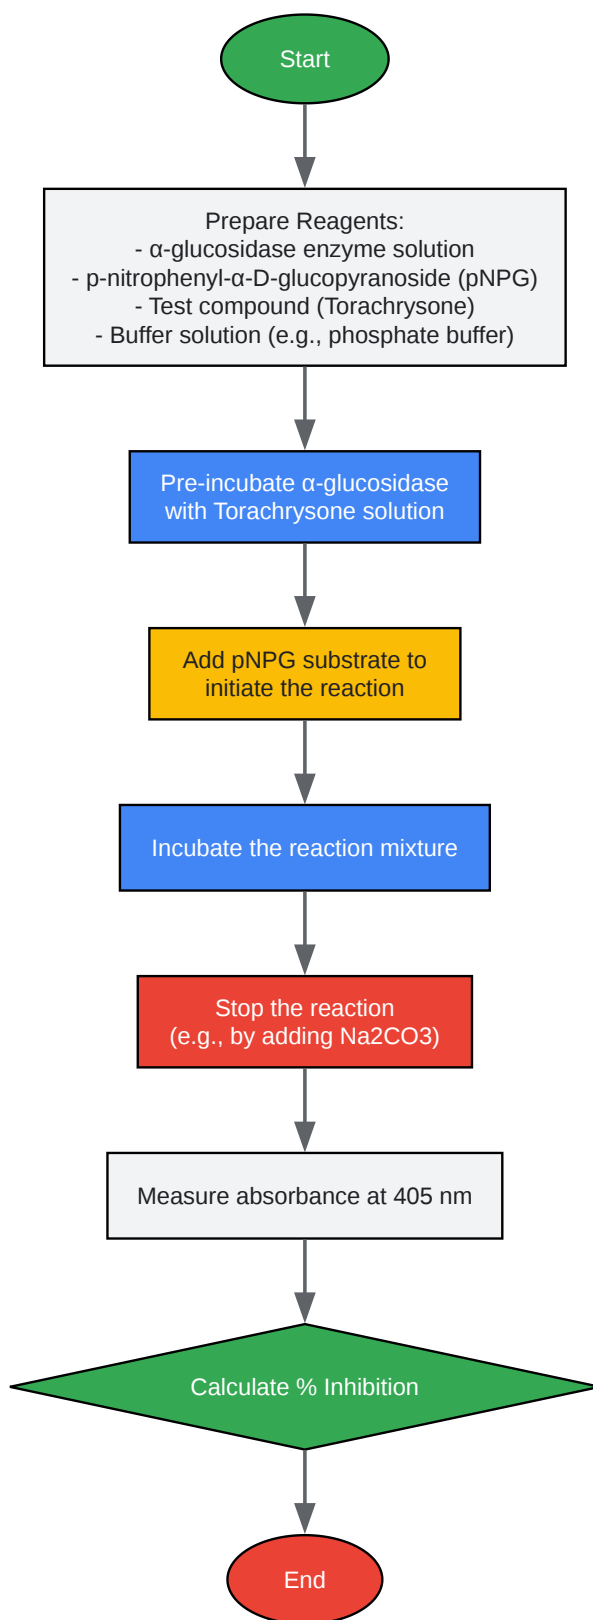 Start
Prepare Reagents:
- α-glucosidase enzyme solution
- p-nitrophenyl-α-D-glucopyranoside (pNPG)
- Test compound (Torachrysone)
- Buffer solution (e.g., phosphate buffer)
Pre-incubate α-glucosidase
with Torachrysone solution
Add pNPG substrate to
initiate the reaction
Incubate the reaction mixture
Stop the reaction
(e.g., by adding Na2CO3)
Measure absorbance at 405 nm
Calculate % Inhibition
End